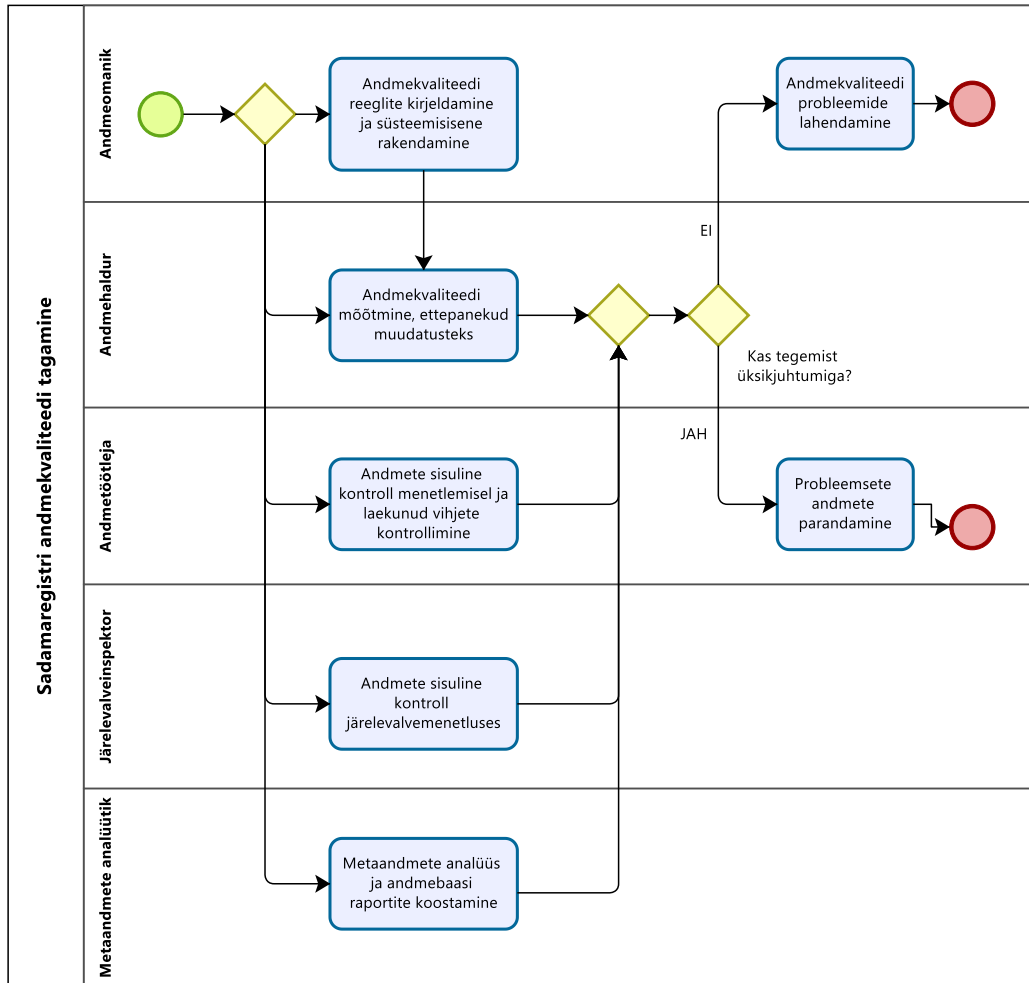 Sadamaregistri andmekvaliteedi tagamine
Andmeomanik
Andmekvaliteedi
reeglite kirjeldamine
ja süsteemisisene
rakendamine
Andmekvaliteedi
probleemide
lahendamine
Andmehaldur
EI
Andmekvaliteedi
mõõtmine, ettepanekud
muudatusteks
Kas tegemist
üksikjuhtumiga?
Andmetöötleja
JAH
Andmete sisuline
kontroll menetlemisel ja
laekunud vihjete
kontrollimine
Probleemsete
andmete
parandamine
Järelevalveinspektor
Andmete sisuline
kontroll
järelevalvemenetluses
Metaandmete analüütik
Metaandmete analüüs
ja andmebaasi
raportite koostamine